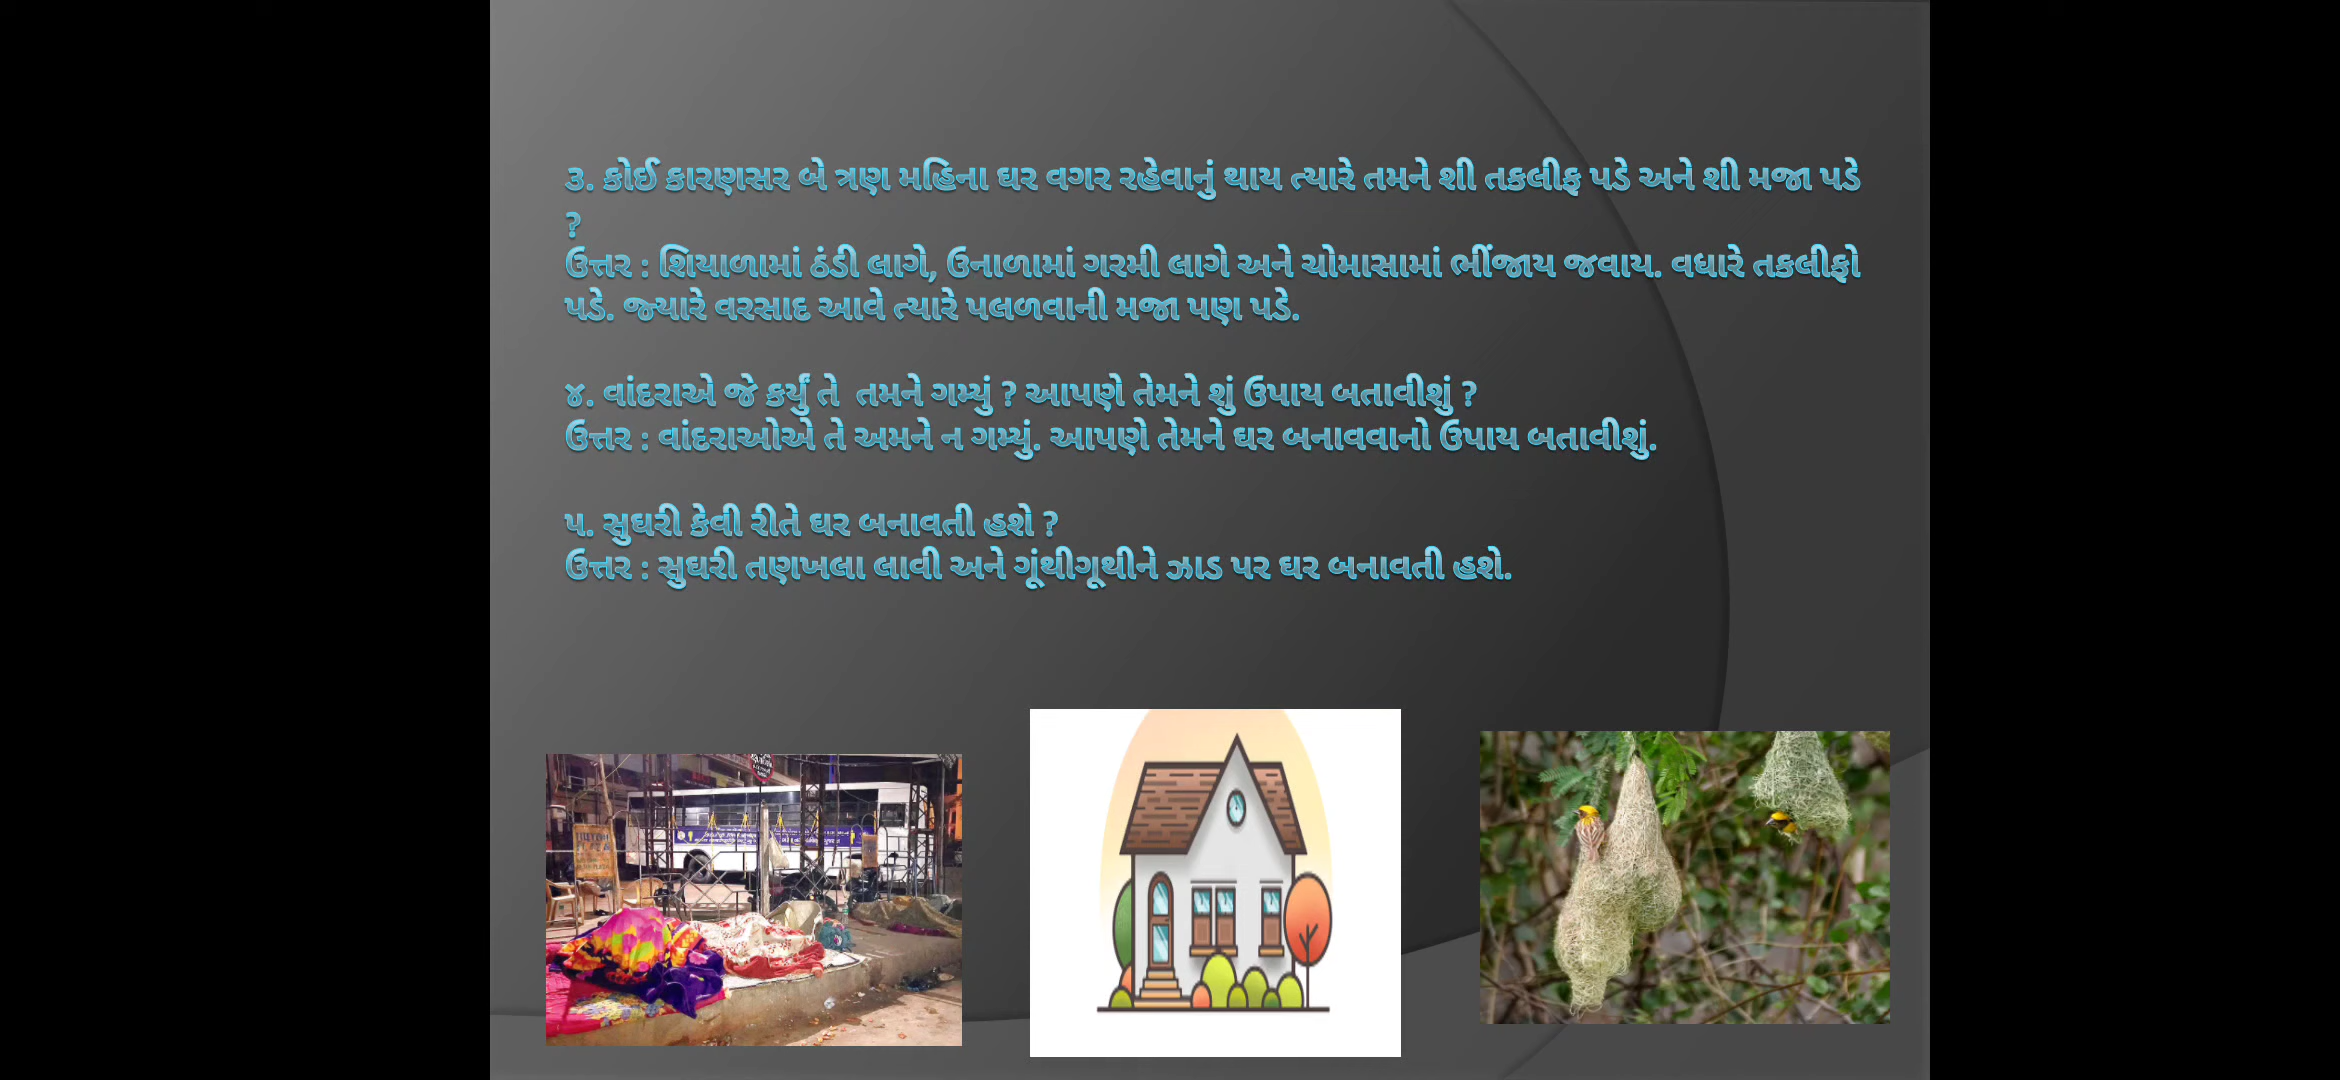 ૩. કોઈ કારણસર બે ત્રણ મહિના ઘર વગર રહેવાનું થાય ત્યારે તમને શી તકલીફ પડે અને શી મજા પડે
?
ઉત્તર : શિયાળામાં ઠંડી લાગે, ઉનાળામાં ગરમી લાગે અને ચોમાસામાં ભીંજાય જવાય. વધારે તકલીફો
પડે. જ્યારે વરસાદ આવે ત્યારે પલળવાની મજા પણ પડે.
૪. વાંદરાએ જે કર્યું તે  તમને ગમ્યું ? આપણે તેમને શું ઉપાય બતાવીશું ?
ઉત્તર : વાંદરાઓએ તે અમને ન ગમ્યું. આપણે તેમને ઘર બનાવવાનો ઉપાય બતાવીશું.
૫. સુઘરી કેવી રીતે ઘર બનાવતી હશે ?
ઉત્તર : સુઘરી તણખલા લાવી અને ગૂંથીગૂથીને ઝાડ પર ઘર બનાવતી હશે.